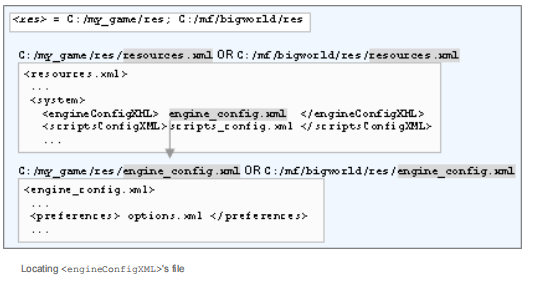 <res> = C:/my_game/res; C:/mf/bigworld/res
C:/my_game/res/resources.xml OR C:/mf/bigworld/res/resources.xml
<resources.xml>
...
<system>
<engineConfigXML> engine_config.xml </engineConfigXML>
<scriptsConfigXML>scripts_config.xml </scriptsConfigXML>
...
C:/my_game/res/engine_config.xml OR C:/mf/bigworld/res/engine_config.xml
<engine_config.xml>
...
<preferences> options.xml </preferences>
...
Locating <engineConfigXML>'s file